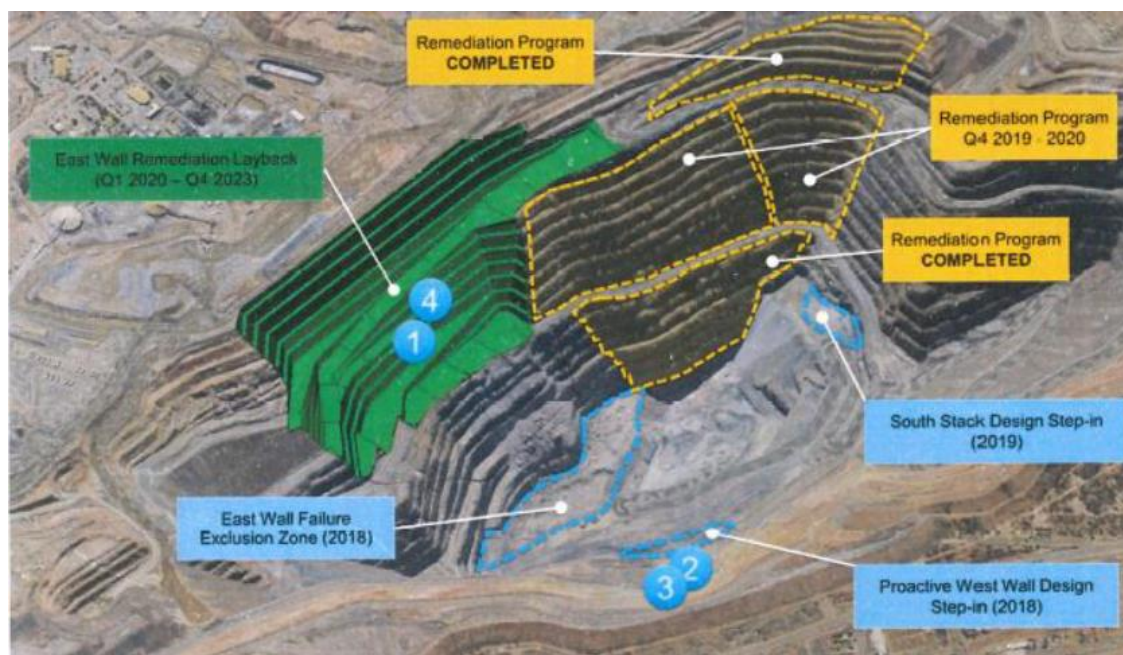 Remediation Program
COMPLETED
Remediation Program
Q4 2019 - 2020
East Wall Remediation Layback
(Q1 2020 – Q4 2023)
Remediation Program
COMPLETED
4
1
South Stack Design Step-in
(2019)
East Wall Failure
Exclusion Zone (2018)
2
3
Proactive West Wall Design
Step-in (2018)